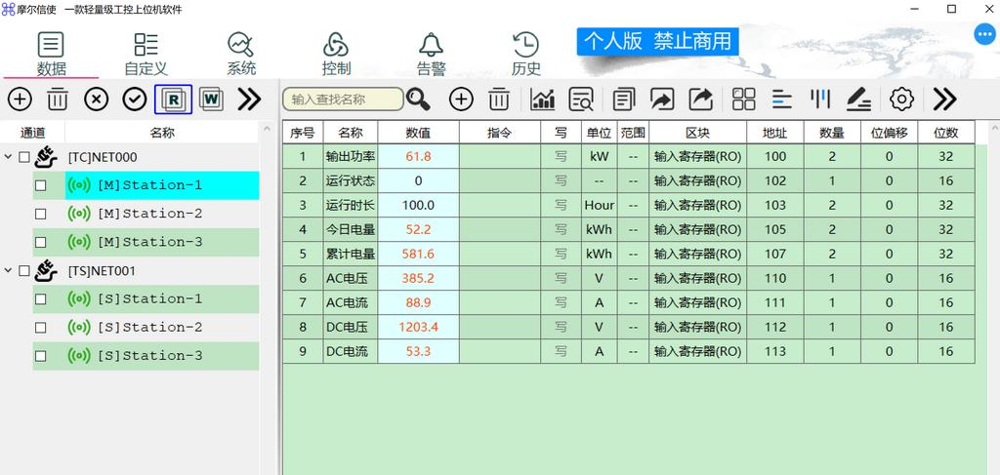 摩尔信使 一款轻量级工控上位机软件
数据 自定义 系统 控制 告警 历史 个人版 禁止商用
R W 输入查找名称
通道 名称
[TC]NET000
[M]Station-1
[M]Station-2
[M]Station-3
[TS]NET001
[S]Station-1
[S]Station-2
[S]Station-3
序号 名称 数值 指令 写 单位 范围 区块 地址 数量 位偏移 位数
1 输出功率 61.8 写 kW -- 输入寄存器(RO) 100 2 0 32
2 运行状态 0 写 -- -- 输入寄存器(RO) 102 1 0 16
3 运行时长 100.0 写 Hour -- 输入寄存器(RO) 103 2 0 32
4 今日电量 52.2 写 kWh -- 输入寄存器(RO) 105 2 0 32
5 累计电量 581.6 写 kWh -- 输入寄存器(RO) 107 2 0 32
6 AC电压 385.2 写 V -- 输入寄存器(RO) 110 1 0 16
7 AC电流 88.9 写 A -- 输入寄存器(RO) 111 1 0 16
8 DC电压 1203.4 写 V -- 输入寄存器(RO) 112 1 0 16
9 DC电流 53.3 写 A -- 输入寄存器(RO) 113 1 0 16